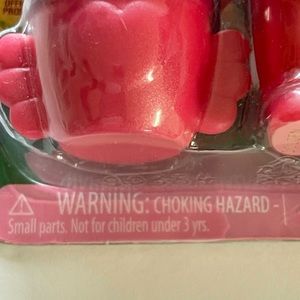 WARNING: CHOKING HAZARD -
Small parts. Not for children under 3 yrs.